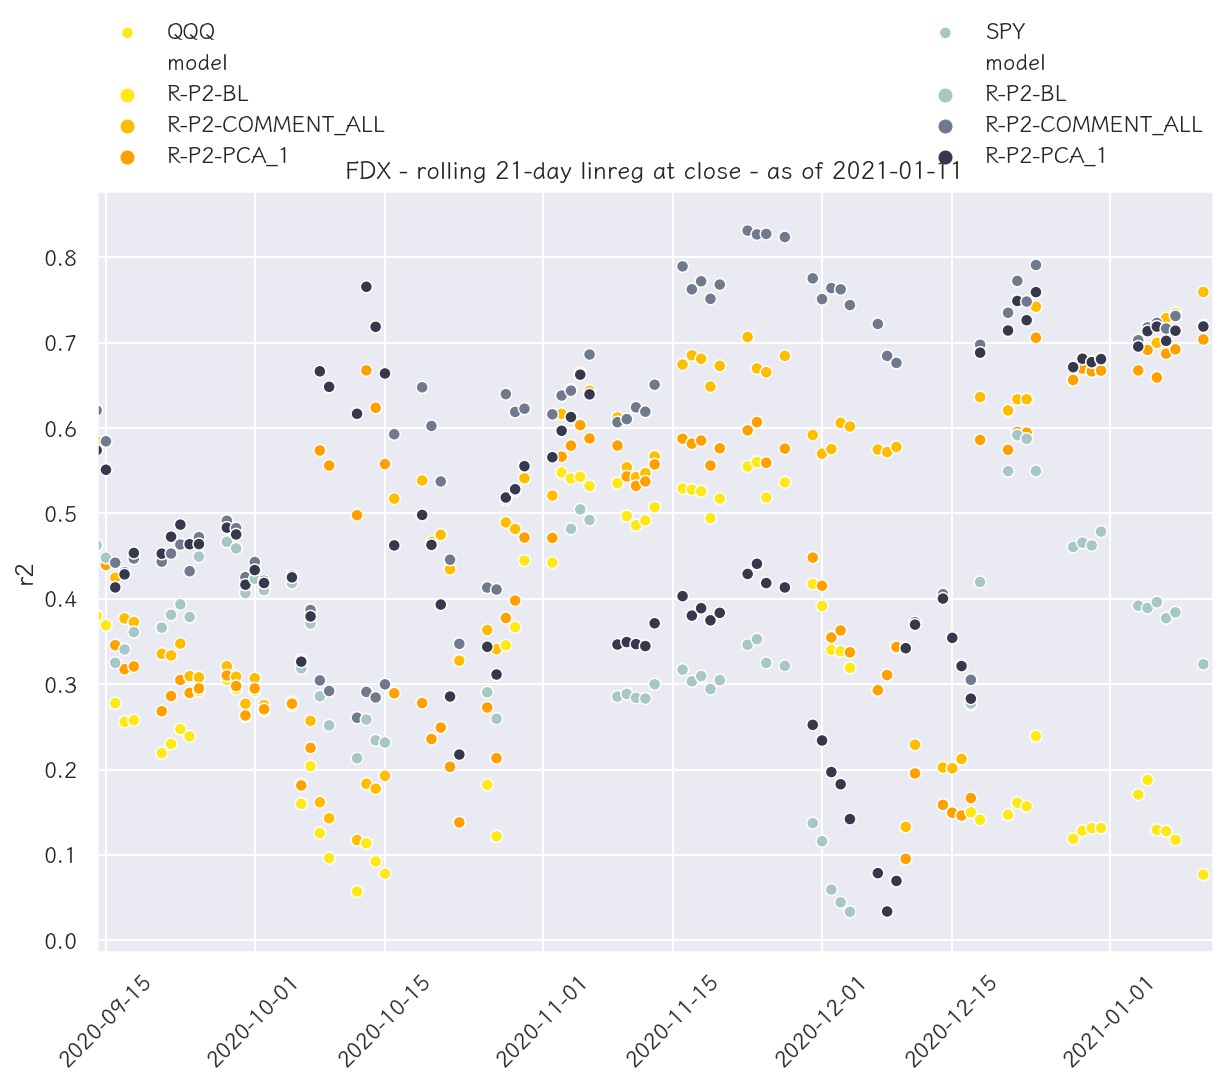 QQQ
model
R-P2-BL
R-P2-COMMENT_ALL
R-P2-PCA_1
SPY
model
R-P2-BL
R-P2-COMMENT_ALL
R-P2-PCA_1
FDX - rolling 21-day linreg at close - as of 2021-01-11
r2
0.8
0.7
0.6
0.5
0.4
0.3
0.2
0.1
0.0
2020-09-15
2020-10-01
2020-10-15
2020-11-01
2020-11-15
2020-12-01
2020-12-15
2021-01-01